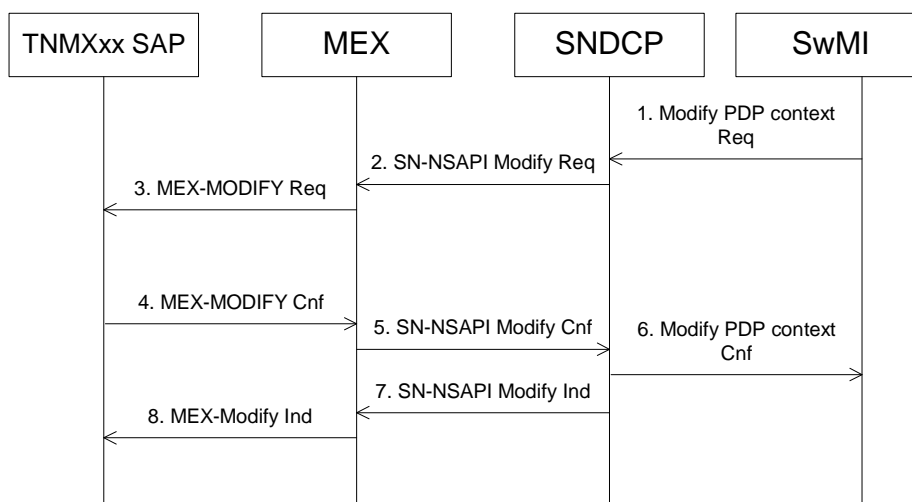 TNMXxx SAP
MEX
SNDCP
SwMI
1. Modify PDP context
Req
2. SN-NSAPI Modify Req
3. MEX-MODIFY Req
4. MEX-MODIFY Cnf
5. SN-NSAPI Modify Cnf
6. Modify PDP context
Cnf
7. SN-NSAPI Modify Ind
8. MEX-Modify Ind